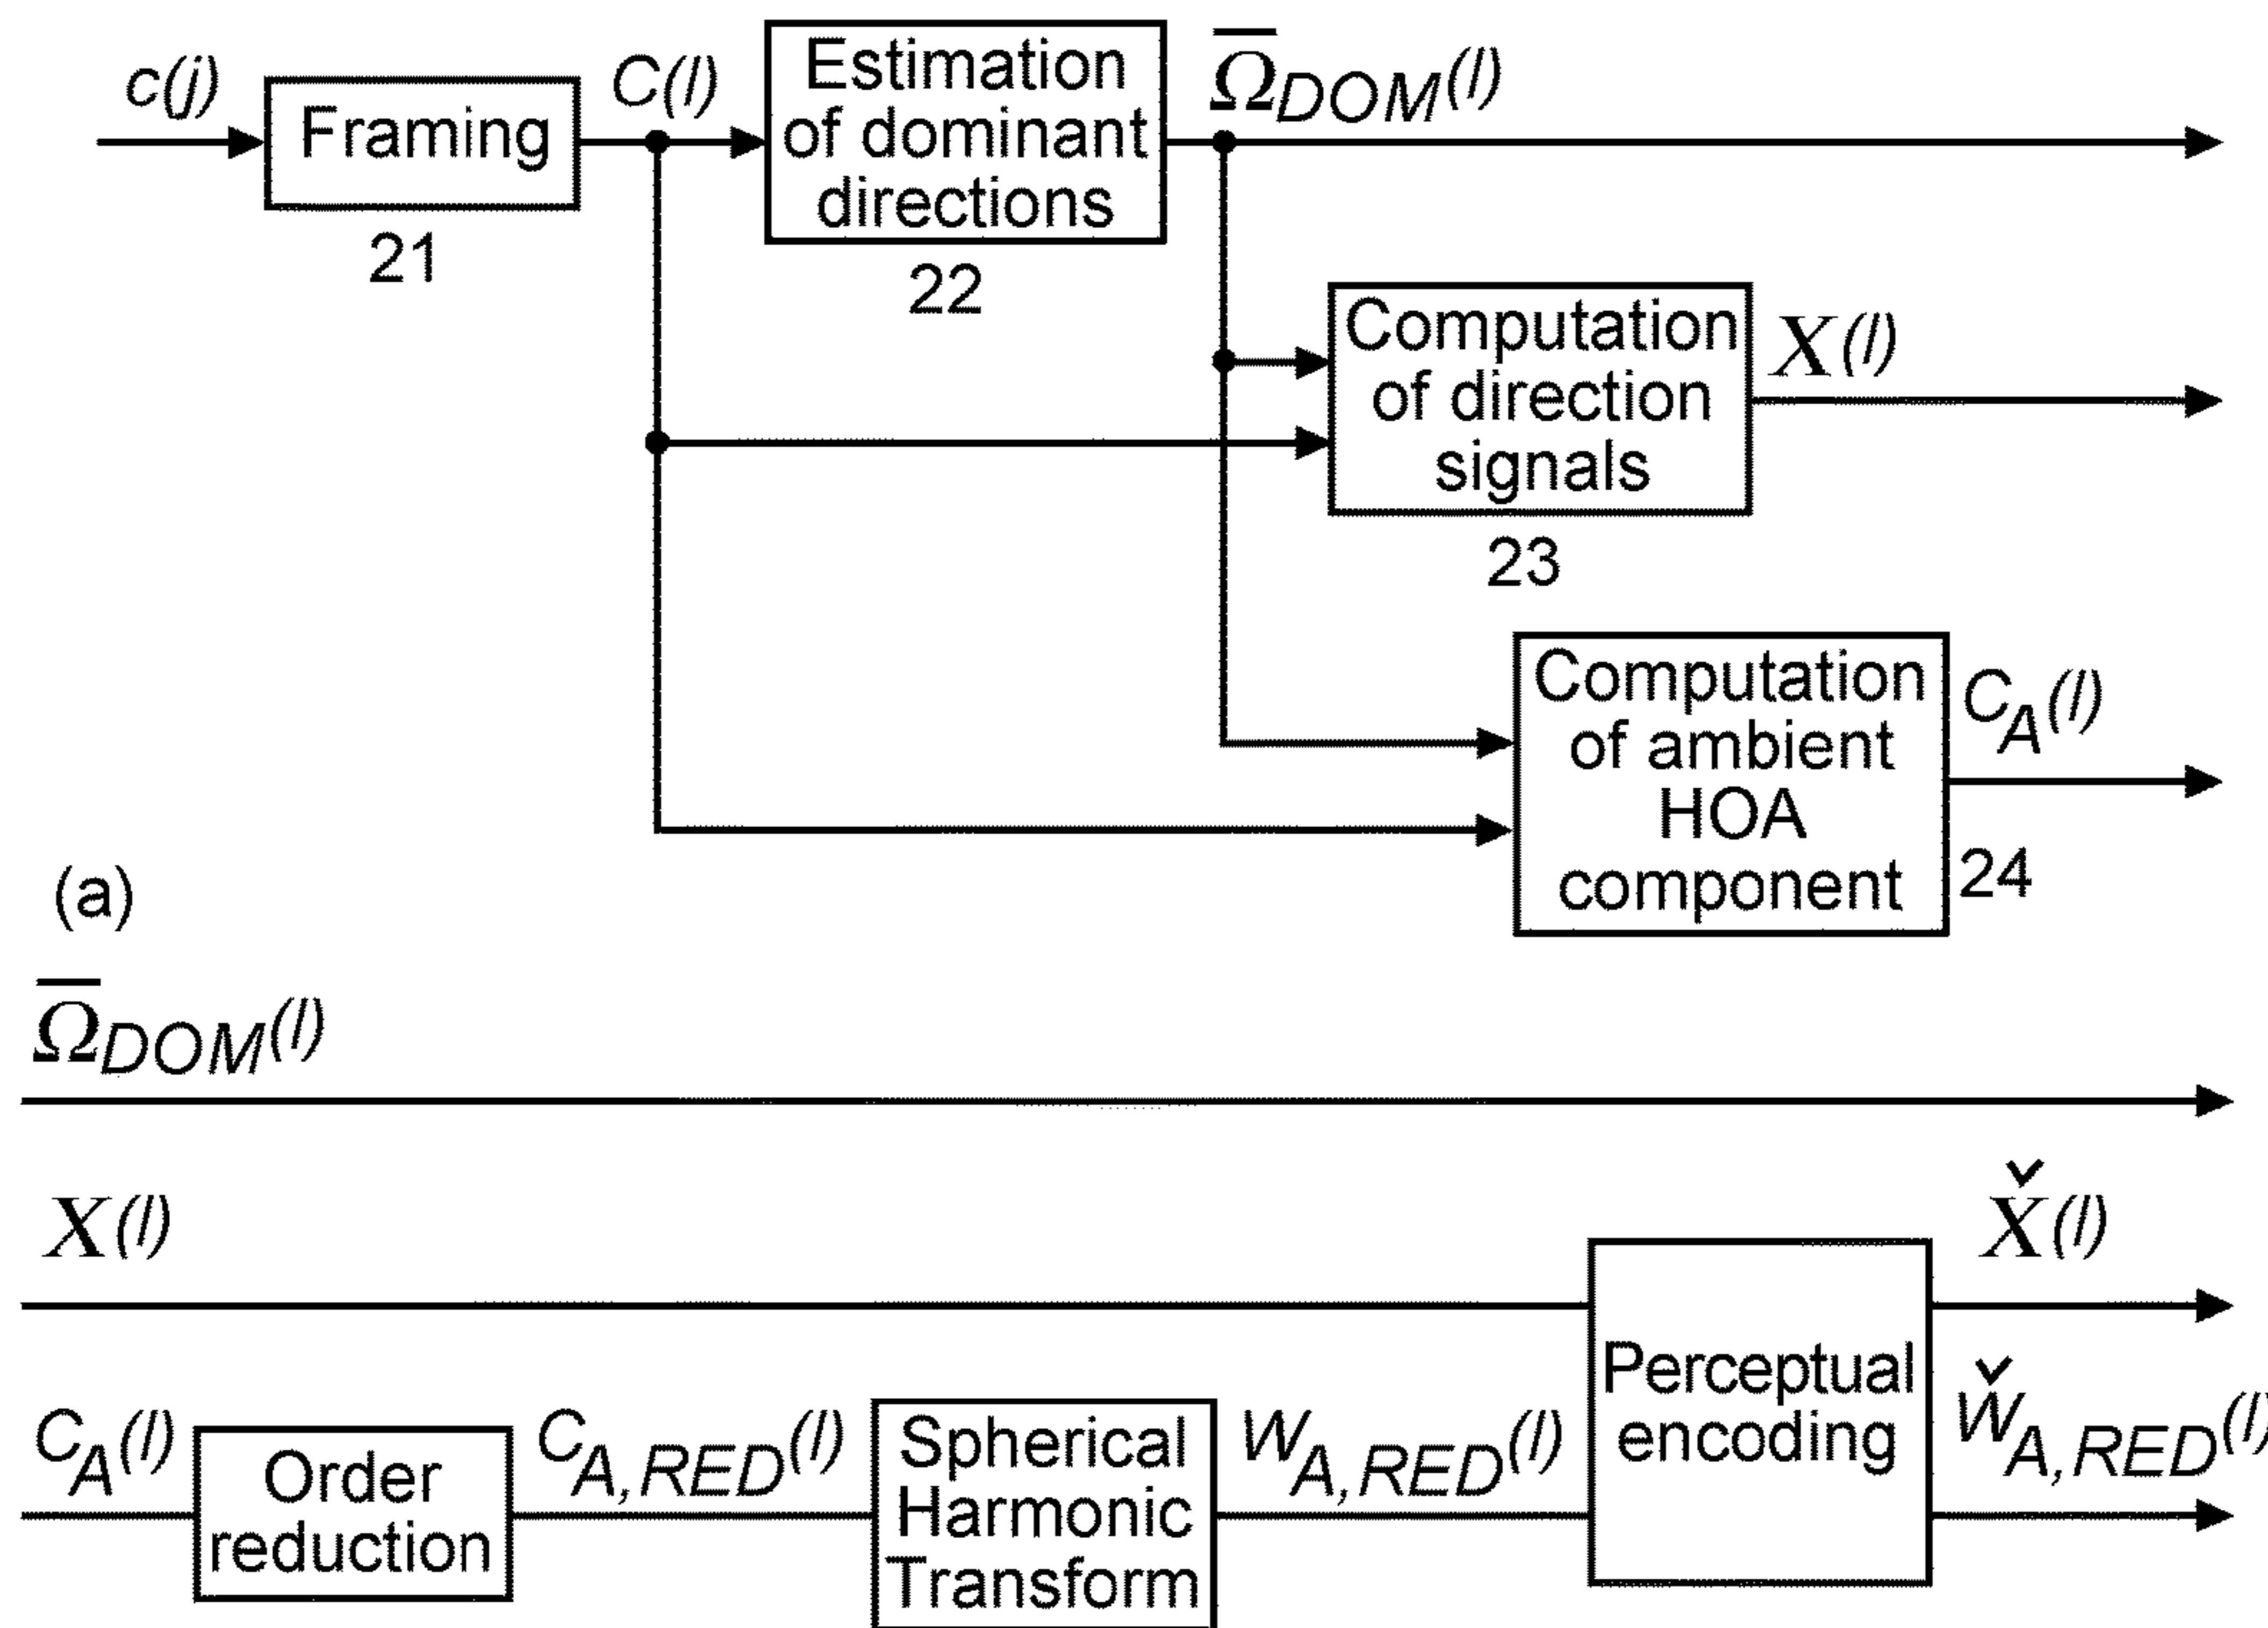 c(j)
Framing
21
C(l)
Estimation
of dominant
directions
22
Ω̅DOM(l)
Computation
of direction
signals
23
X(l)
Computation
of ambient
HOA
component
24
CA(l)
(a)
Ω̅DOM(l)
X(l)
CA(l)
Order
reduction
CA,RED(l)
Spherical
Harmonic
Transform
WA,RED(l)
Perceptual
encoding
X̌(l)
W̌A,RED(l)